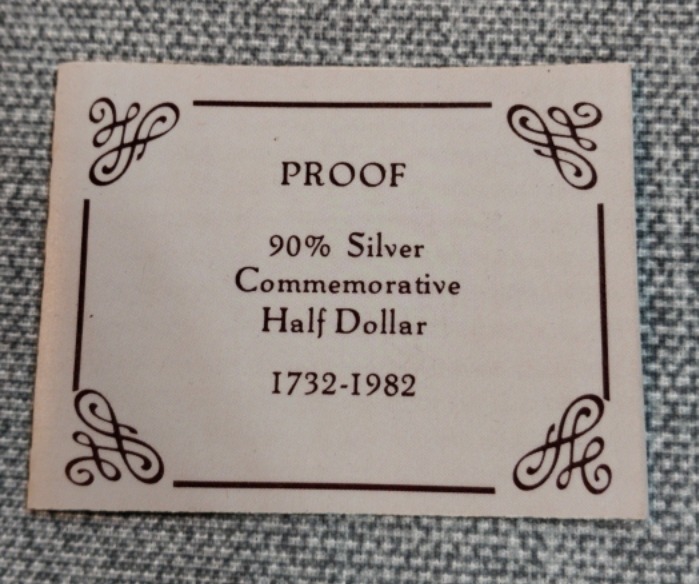 PROOF
90% Silver
Commemorative
Half Dollar
1732-1982